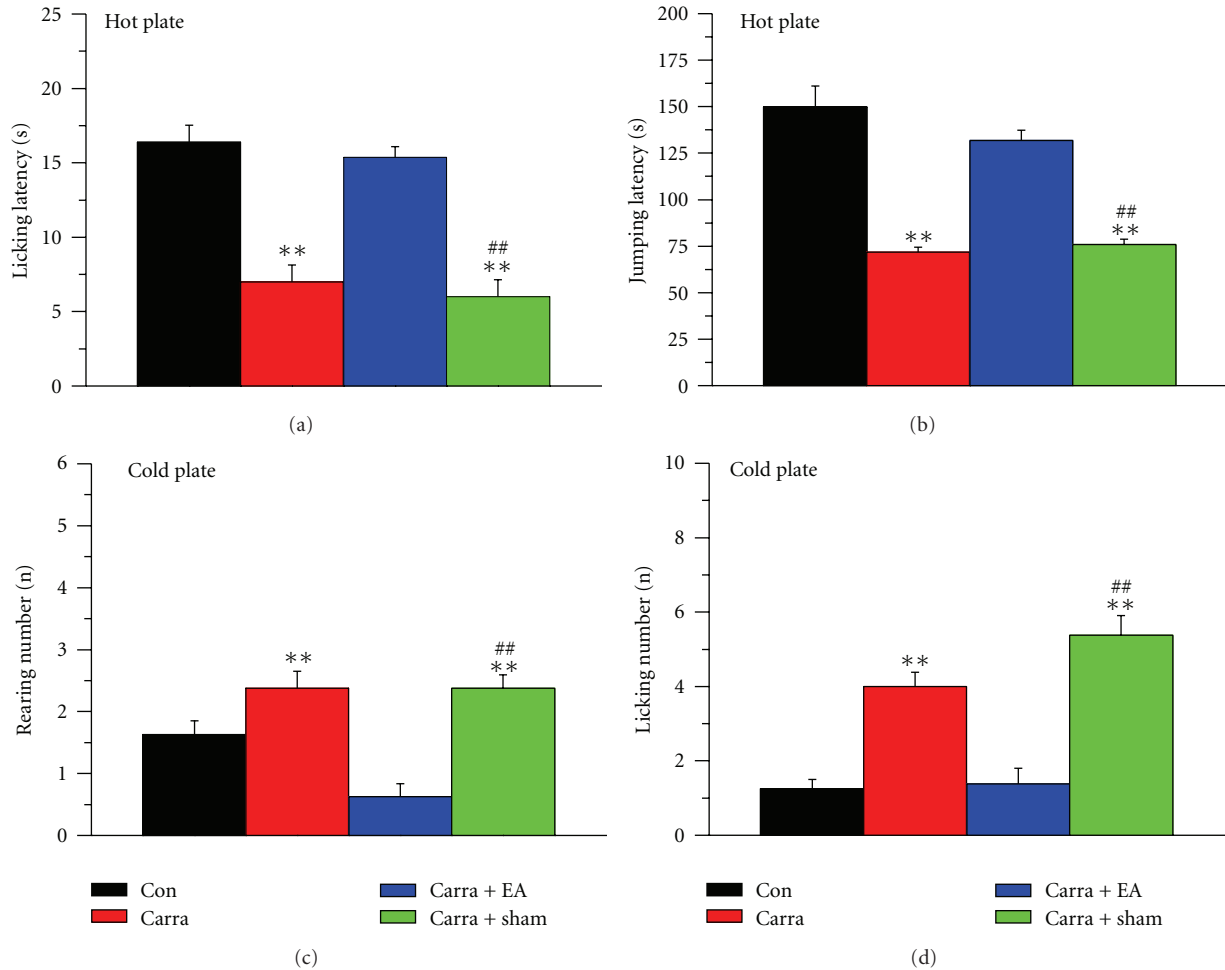 Hot plate
Licking latency (s)
25
20
15
10
5
0
**
##
**
(a)
Hot plate
Jumping latency (s)
200
175
150
125
100
75
50
25
0
**
##
**
(b)
Cold plate
Rearing number (n)
6
5
4
3
2
1
0
**
##
**
Con
Carra
Carra + EA
Carra + sham
(c)
Cold plate
Licking number (n)
10
8
6
4
2
0
**
##
**
Con
Carra
Carra + EA
Carra + sham
(d)